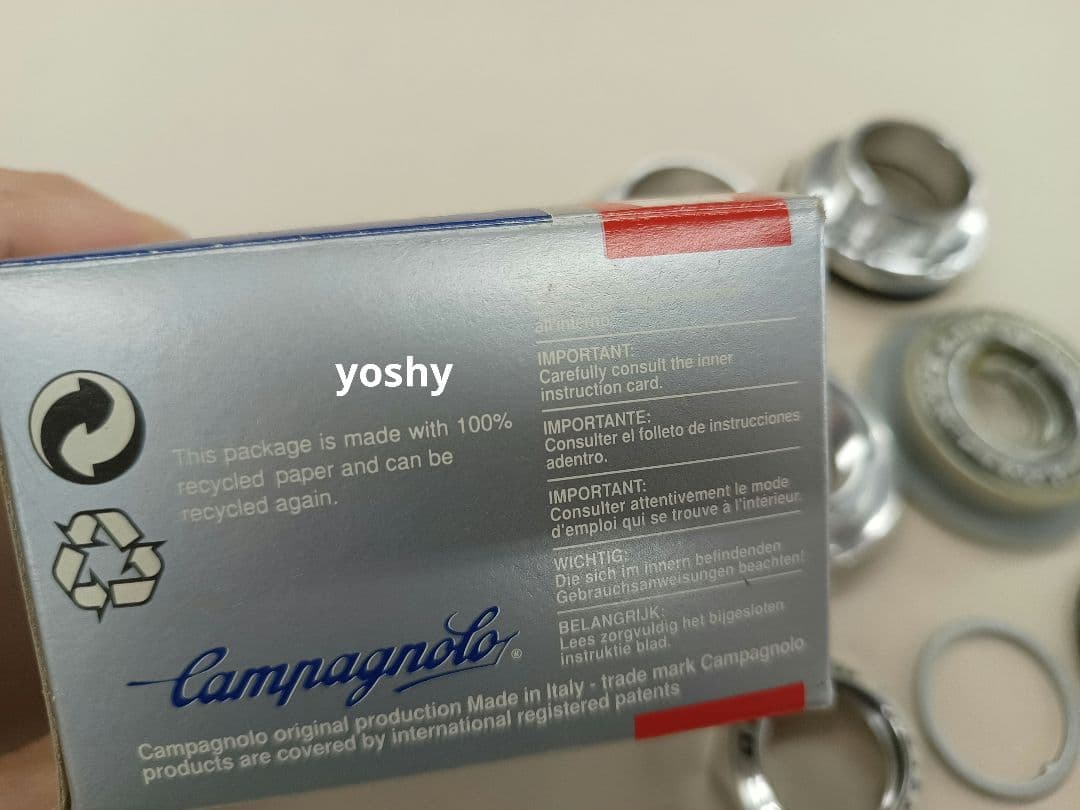 yoshy
This package is made with 100%
recycled paper and can be
recycled again.
Campagnolo®
all'interno.
IMPORTANT:
Carefully consult the inner
instruction card.
IMPORTANTE:
Consulter el folleto de instrucciones
adentro.
IMPORTANT:
Consulter attentivement le mode
d'emploi qui se trouve à l'intérieur.
WICHTIG:
Die sich im innern befindenden
Gebrauchsanweisungen beachten!
BELANGRIJK:
Lees zorgvuldig het bijgesloten
instruktie blad.
Campagnolo original production Made in Italy - trade mark Campagnolo
products are covered by international registered patents